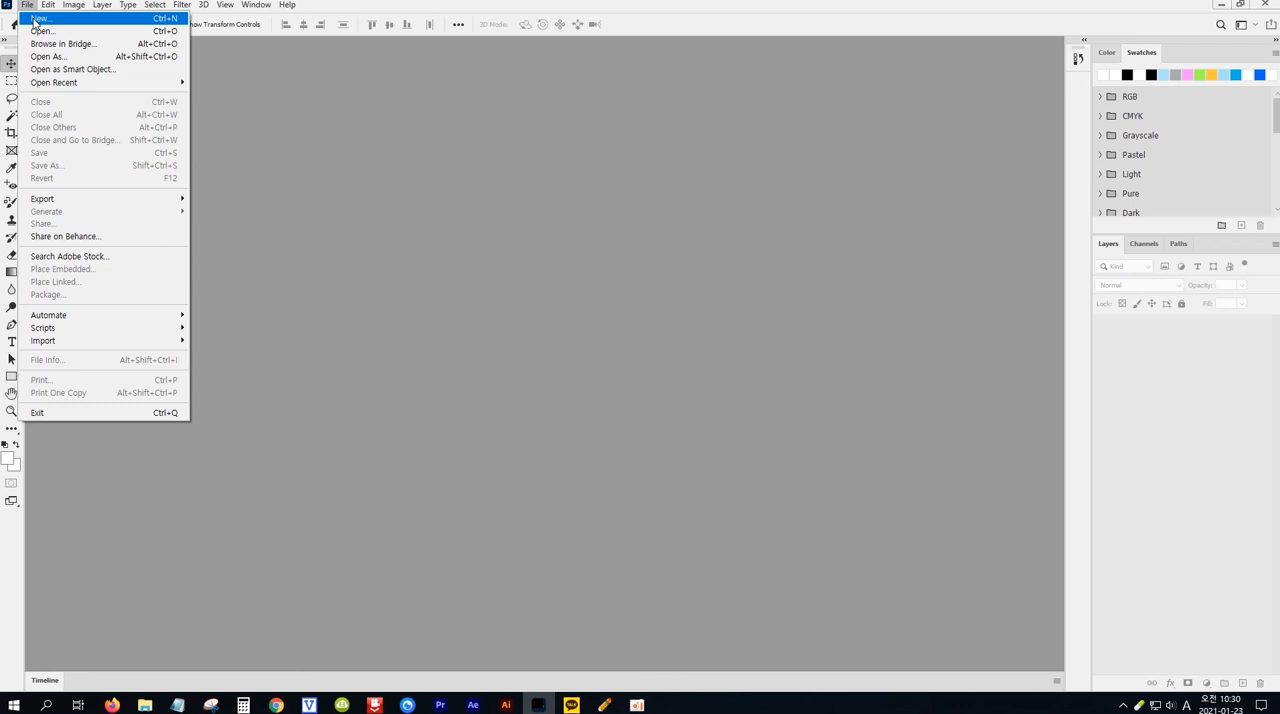 Ps File Edit Image Layer Type Select Filter 3D View Window Help
how Transform Controls 3D Mode:
New... Ctrl+N
Open... Ctrl+O
Browse in Bridge... Alt+Ctrl+O
Open As... Alt+Shift+Ctrl+O
Open as Smart Object...
Open Recent
Close Ctrl+W
Close All Alt+Ctrl+W
Close Others Alt+Ctrl+P
Close and Go to Bridge... Shift+Ctrl+W
Save Ctrl+S
Save As... Shift+Ctrl+S
Revert F12
Export
Generate
Share...
Share on Behance...
Search Adobe Stock...
Place Embedded...
Place Linked...
Package...
Automate
Scripts
Import
File Info... Alt+Shift+Ctrl+I
Print... Ctrl+P
Print One Copy Alt+Shift+Ctrl+P
Exit Ctrl+Q
Color Swatches
RGB
CMYK
Grayscale
Pastel
Light
Pure
Dark
Layers Channels Paths
Kind
Normal Opacity:
Lock: Fill:
fx
Timeline
Pr Ae Ai TALK A 오전 10:30
2021-01-23